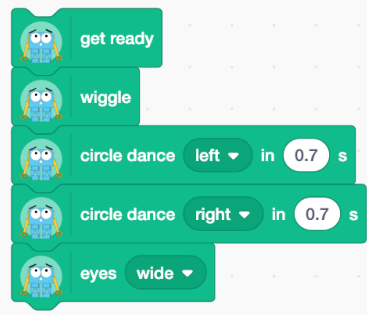 get ready
wiggle
circle dance left in 0.7 s
circle dance right in 0.7 s
eyes wide